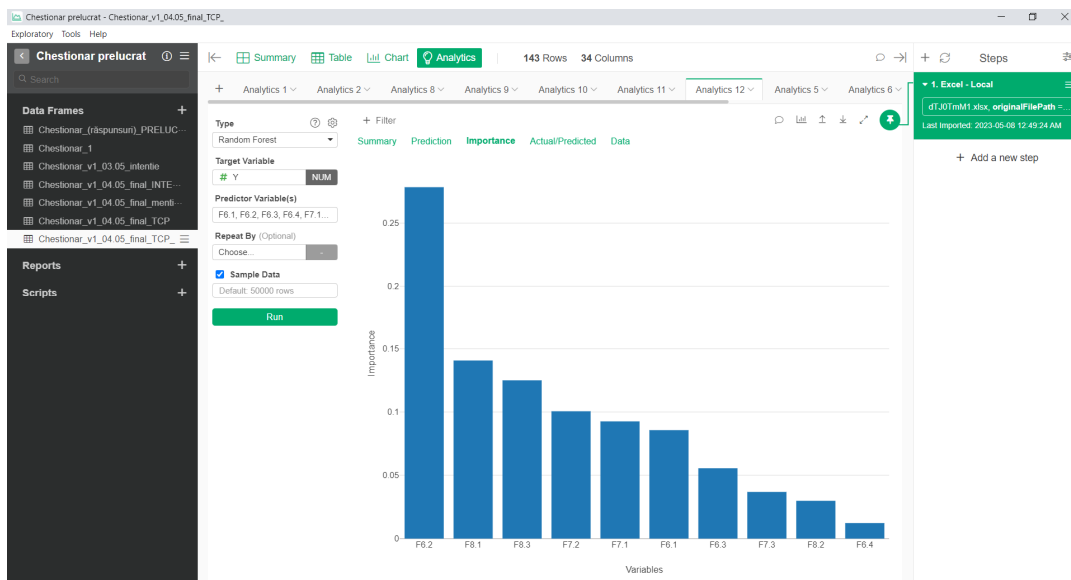 Chestionar prelucrat - Chestionar_v1_04.05_final_TCP_
Exploratory Tools Help
Chestionar prelucrat
Search
Data Frames
Chestionar_(răspunsuri)_PRELUC···
Chestionar_1
Chestionar_v1_03.05_intentie
Chestionar_v1_04.05_final_INTE···
Chestionar_v1_04.05_final_menti···
Chestionar_v1_04.05_final_TCP
Chestionar_v1_04.05_final_TCP_
Reports
Scripts
Summary Table Chart Analytics 143 Rows 34 Columns
Analytics 1 Analytics 2 Analytics 8 Analytics 9 Analytics 10 Analytics 11 Analytics 12 Analytics 5 Analytics 6
Type
Random Forest
Target Variable
# Y NUM
Predictor Variable(s)
F6.1, F6.2, F6.3, F6.4, F7.1...
Repeat By (Optional)
Choose... -
Sample Data
Default: 50000 rows
Run
+ Filter
Summary Prediction Importance Actual/Predicted Data
0.25
0.2
0.15
0.1
0.05
0
Importance
F6.2 F8.1 F8.3 F7.2 F7.1 F6.1 F6.3 F7.3 F8.2 F6.4
Variables
Steps
1. Excel - Local
dTJ0TmM1.xlsx, originalFilePath =...
Last Imported: 2023-05-08 12:49:24 AM
+ Add a new step